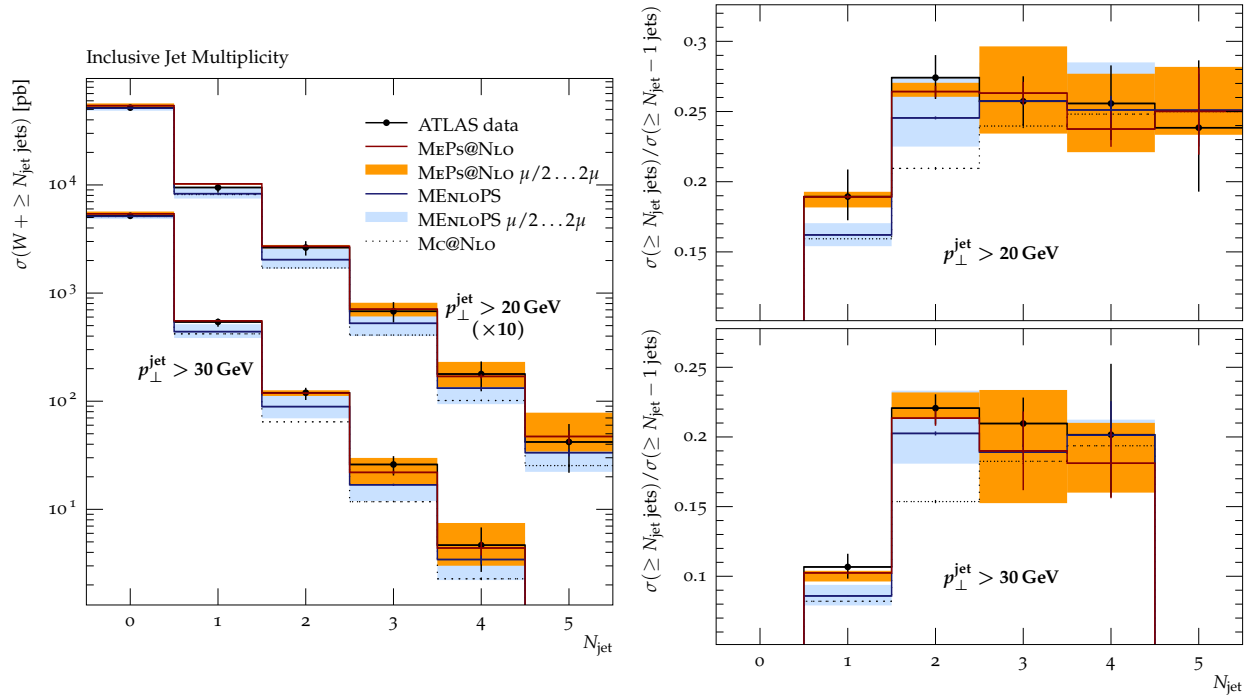 Inclusive Jet Multiplicity
σ(W + ≥ N_jet jets) [pb]
10^4
10^3
10^2
10^1
ATLAS data
MEPS@NLO
MEPS@NLO μ/2 . . . 2μ
MENLOPS
MENLOPS μ/2 . . . 2μ
MC@NLO
p_⊥^jet > 20 GeV
(×10)
p_⊥^jet > 30 GeV
0 1 2 3 4 5
N_jet
σ(≥ N_jet jets)/σ(≥ N_jet − 1 jets)
0.3
0.25
0.2
0.15
p_⊥^jet > 20 GeV
σ(≥ N_jet jets)/σ(≥ N_jet − 1 jets)
0.25
0.2
0.15
0.1
p_⊥^jet > 30 GeV
0 1 2 3 4 5
N_jet